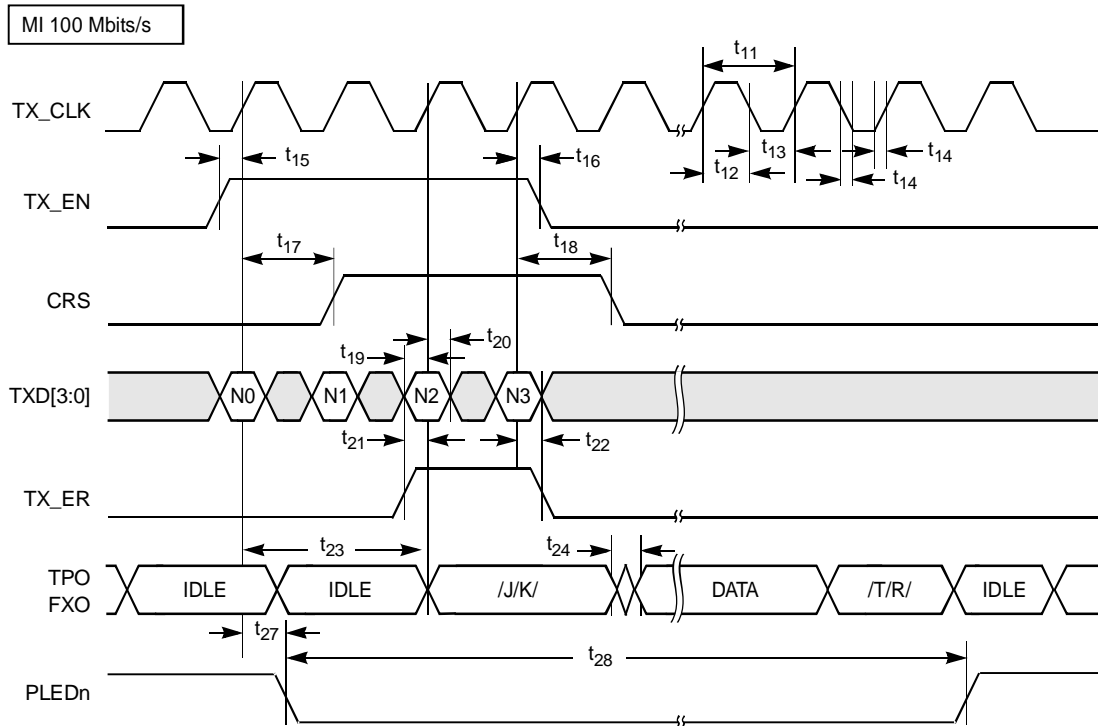 MI 100 Mbits/s
t11
TX_CLK
t15
t16
t12
t13
t14
t14
TX_EN
t17
t18
CRS
t19
t20
TXD[3:0]
N0
N1
N2
N3
t21
t22
TX_ER
t23
t24
TPO
FXO
IDLE
IDLE
/J/K/
DATA
/T/R/
IDLE
t27
t28
PLEDn